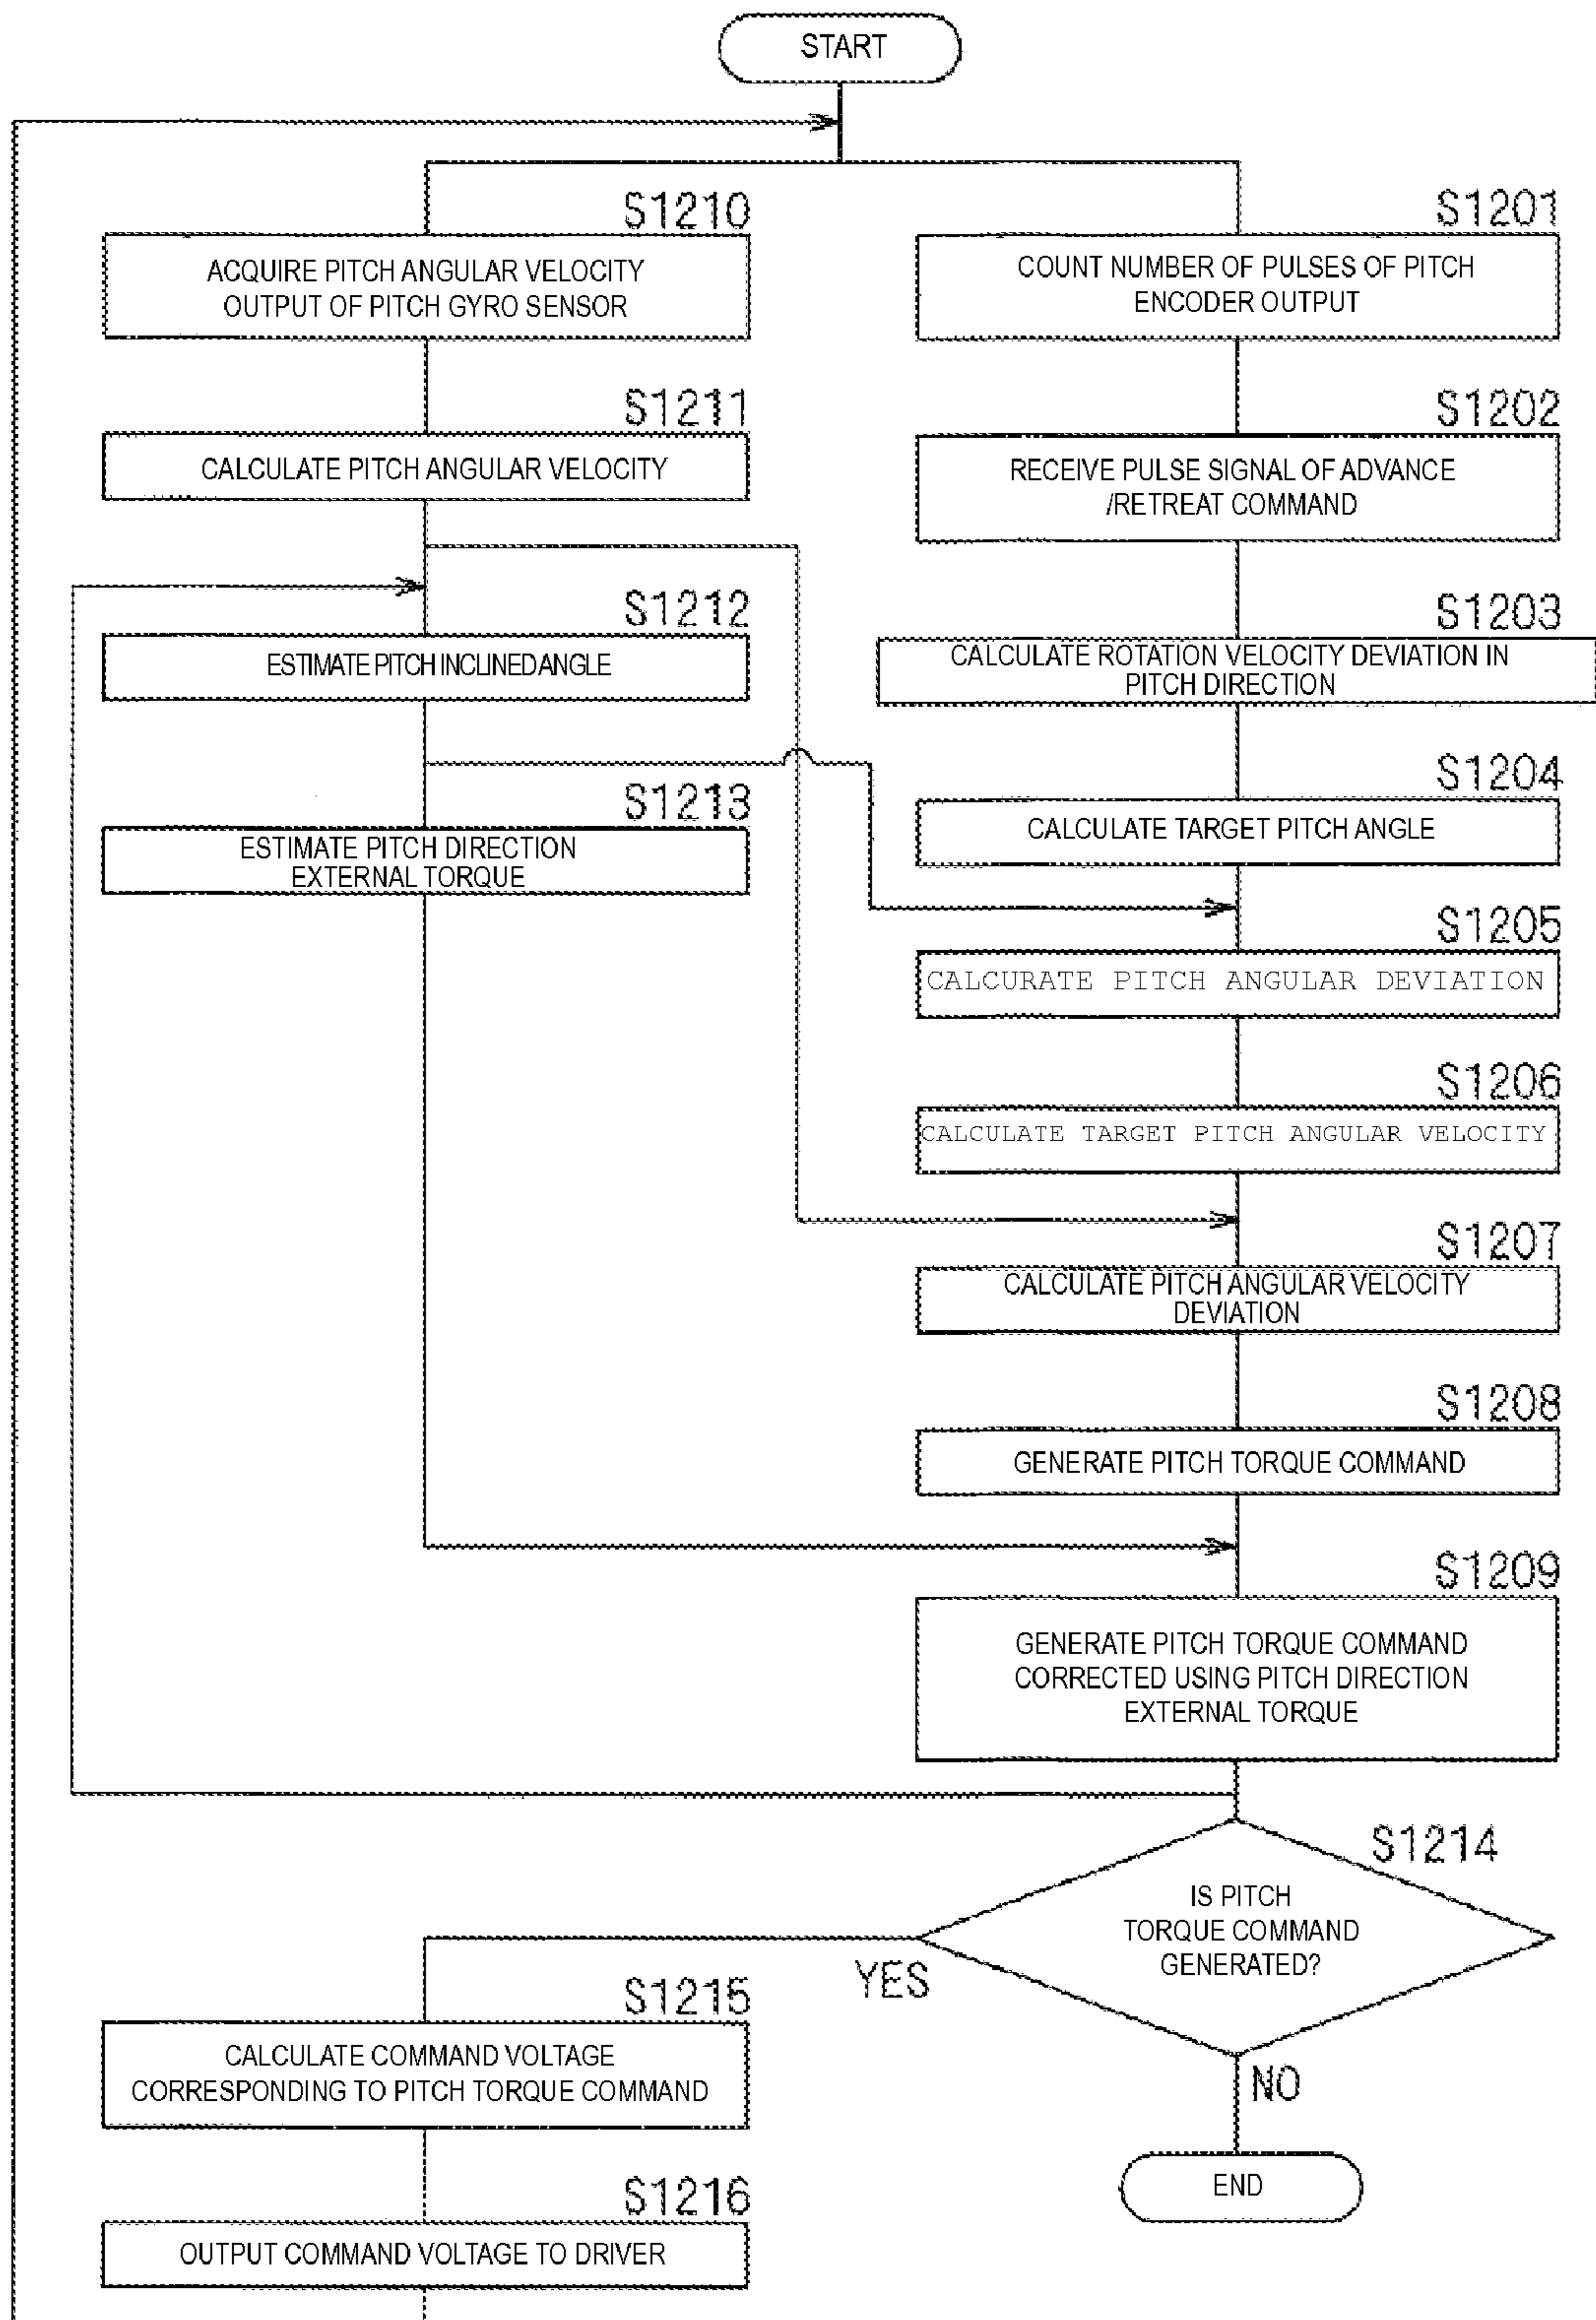 START
S1210
ACQUIRE PITCH ANGULAR VELOCITY
OUTPUT OF PITCH GYRO SENSOR
S1201
COUNT NUMBER OF PULSES OF PITCH
ENCODER OUTPUT
S1211
CALCULATE PITCH ANGULAR VELOCITY
S1202
RECEIVE PULSE SIGNAL OF ADVANCE
/RETREAT COMMAND
S1212
ESTIMATE PITCH INCLINED ANGLE
S1203
CALCULATE ROTATION VELOCITY DEVIATION IN
PITCH DIRECTION
S1213
ESTIMATE PITCH DIRECTION
EXTERNAL TORQUE
S1204
CALCULATE TARGET PITCH ANGLE
S1205
CALCURATE PITCH ANGULAR DEVIATION
S1206
CALCULATE TARGET PITCH ANGULAR VELOCITY
S1207
CALCULATE PITCH ANGULAR VELOCITY
DEVIATION
S1208
GENERATE PITCH TORQUE COMMAND
S1209
GENERATE PITCH TORQUE COMMAND
CORRECTED USING PITCH DIRECTION
EXTERNAL TORQUE
S1214
IS PITCH
TORQUE COMMAND
GENERATED?
YES
NO
S1215
CALCULATE COMMAND VOLTAGE
CORRESPONDING TO PITCH TORQUE COMMAND
END
S1216
OUTPUT COMMAND VOLTAGE TO DRIVER